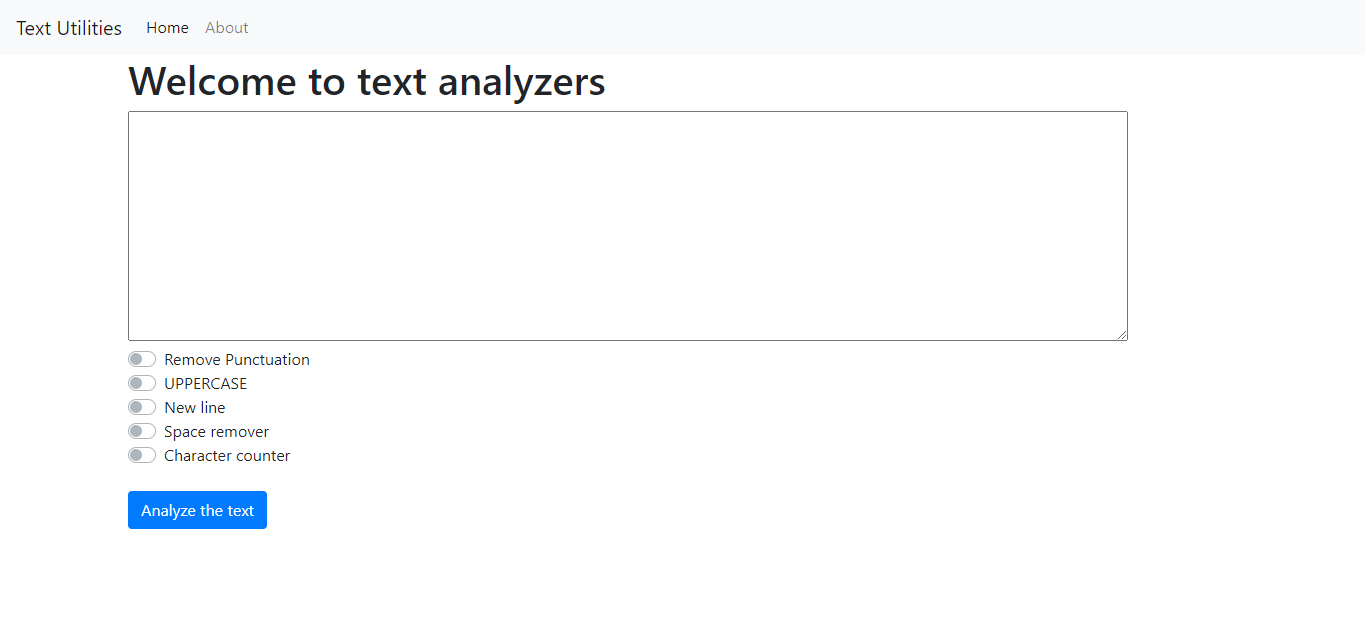 Text Utilities Home About
Welcome to text analyzers
Remove Punctuation
UPPERCASE
New line
Space remover
Character counter
Analyze the text